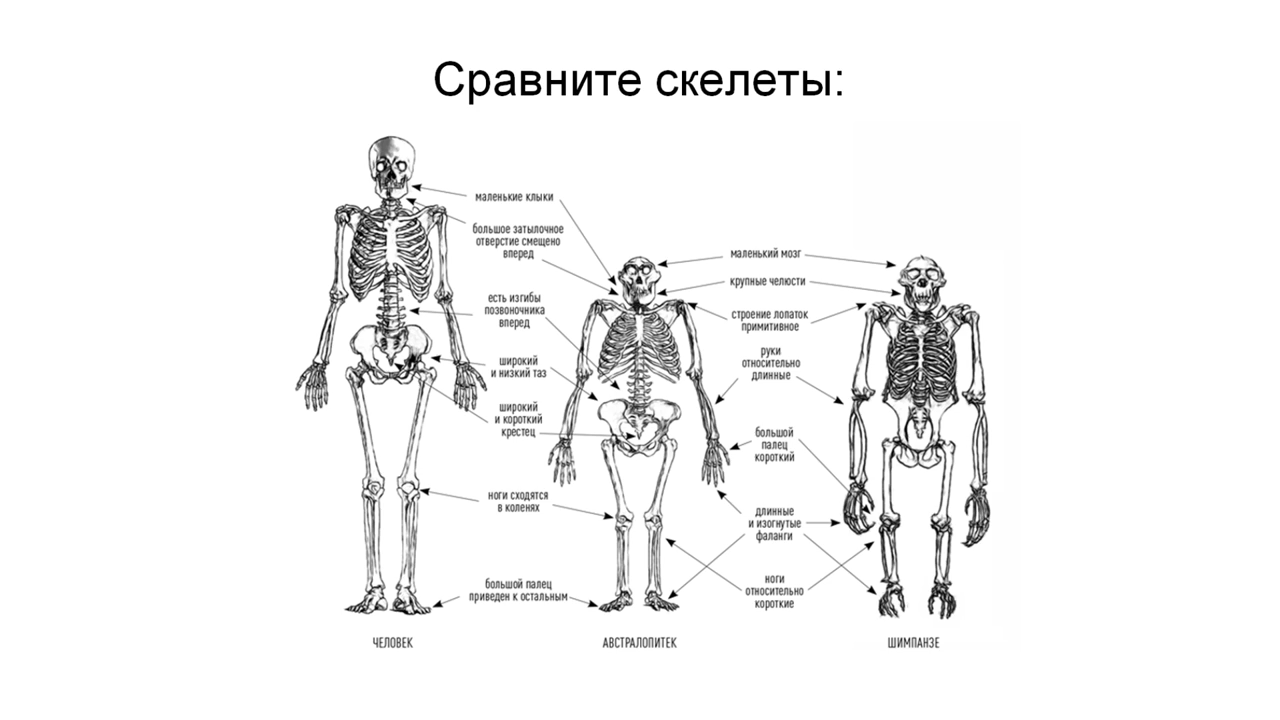 Сравните скелеты:
маленькие клыки
большое затылочное
отверстие смещено
вперед
есть изгибы
позвоночника
вперед
широкий
и низкий таз
широкий
и короткий
крестец
ноги сходятся
в коленях
большой палец
приведен к остальным
маленький мозг
крупные челюсти
строение лопаток
примитивное
руки
относительно
длинные
большой
палец
короткий
длинные
и изогнутые
фаланги
ноги
относительно
короткие
ЧЕЛОВЕК
АВСТРАЛОПИТЕК
ШИМПАНЗЕ